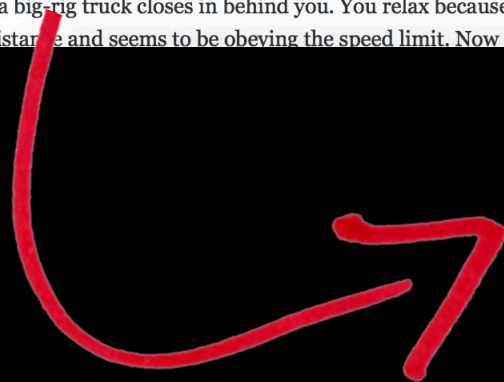 a big-rig truck closes in behind you. You relax because
istance and seems to be obeying the speed limit. Now